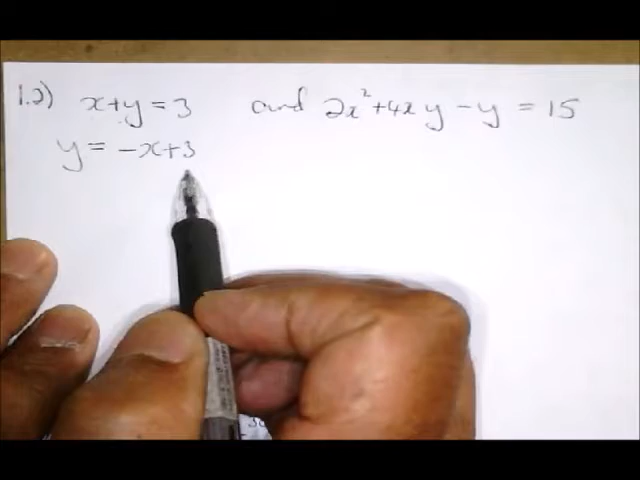 1.2) x+y=3 and 2x²+4xy-y=15
y=-x+3